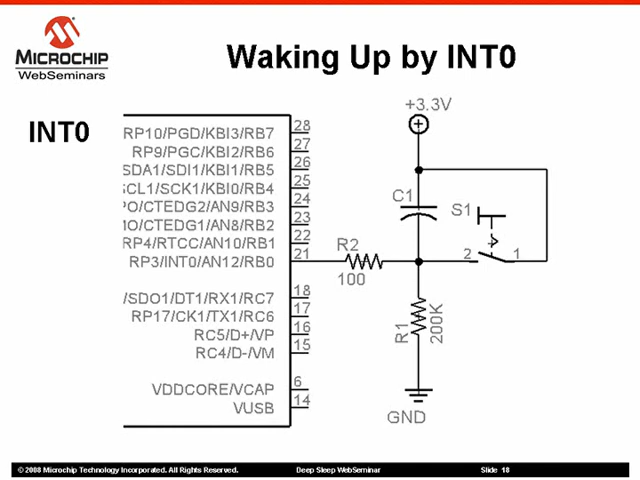 MICROCHIP
WebSeminars
Waking Up by INT0
INT0
RP10/PGD/KBI3/RB7 28
RP9/PGC/KBI2/RB6 27
SDA1/SDI1/KBI1/RB5 26
SCL1/SCK1/KBI0/RB4 25
PO/CTEDG2/AN9/RB3 24
MO/CTEDG1/AN8/RB2 23
RP4/RTCC/AN10/RB1 22
RP3/INT0/AN12/RB0 21
/SDO1/DT1/RX1/RC7 18
RP17/CK1/TX1/RC6 17
RC5/D+/VP 16
RC4/D-/VM 15
VDDCORE/VCAP 6
VUSB 14
+3.3V
C1
S1
2 1
R2
100
R1
200K
GND
© 2008 Microchip Technology Incorporated. All Rights Reserved. Deep Sleep WebSeminar Slide 18